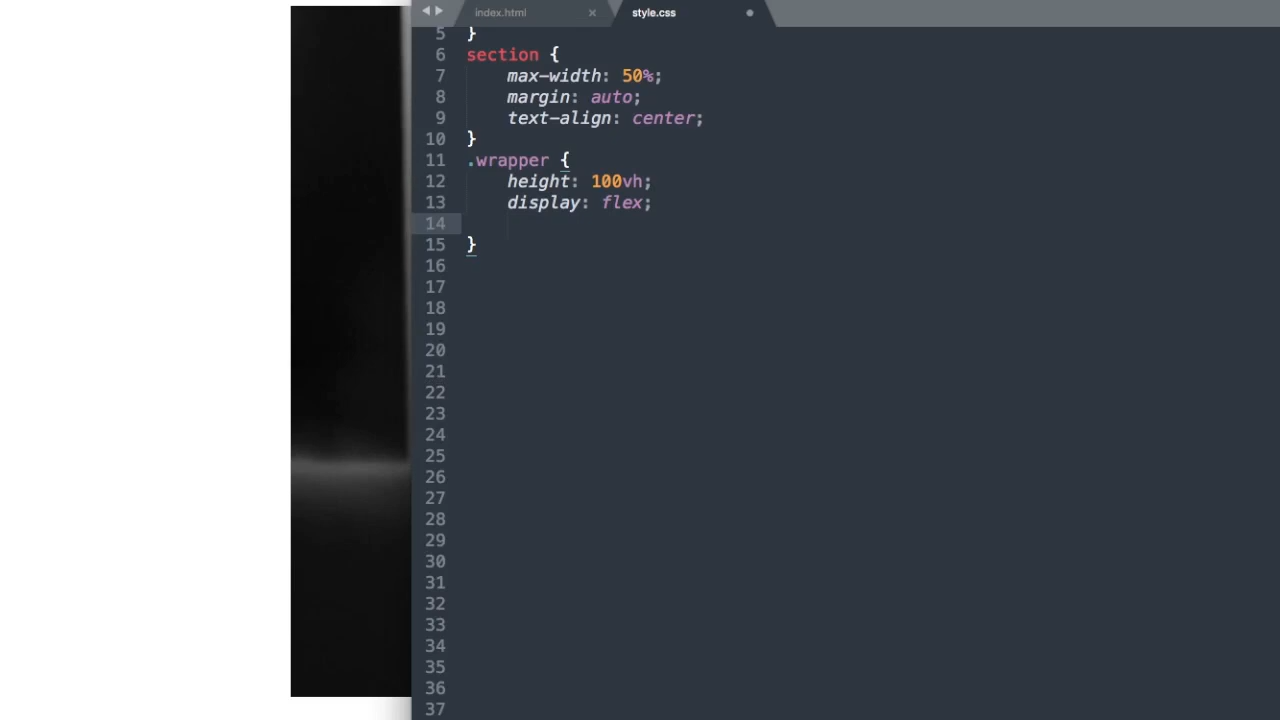 index.html
style.css
5 }
6 section {
7 max-width: 50%;
8 margin: auto;
9 text-align: center;
10 }
11 .wrapper {
12 height: 100vh;
13 display: flex;
14
15 }
16
17
18
19
20
21
22
23
24
25
26
27
28
29
30
31
32
33
34
35
36
37